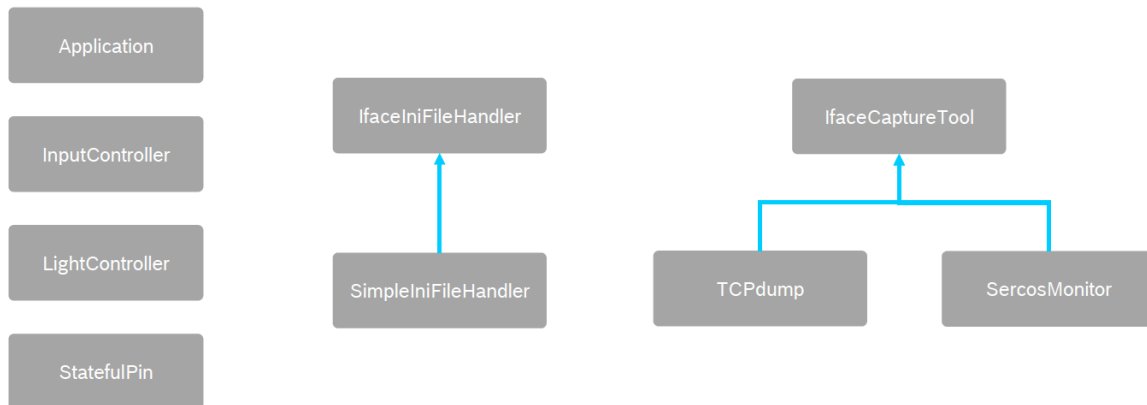 Application
InputController
LightController
StatefulPin
IfaceIniFileHandler
SimpleIniFileHandler
IfaceCaptureTool
TCPdump
SercosMonitor